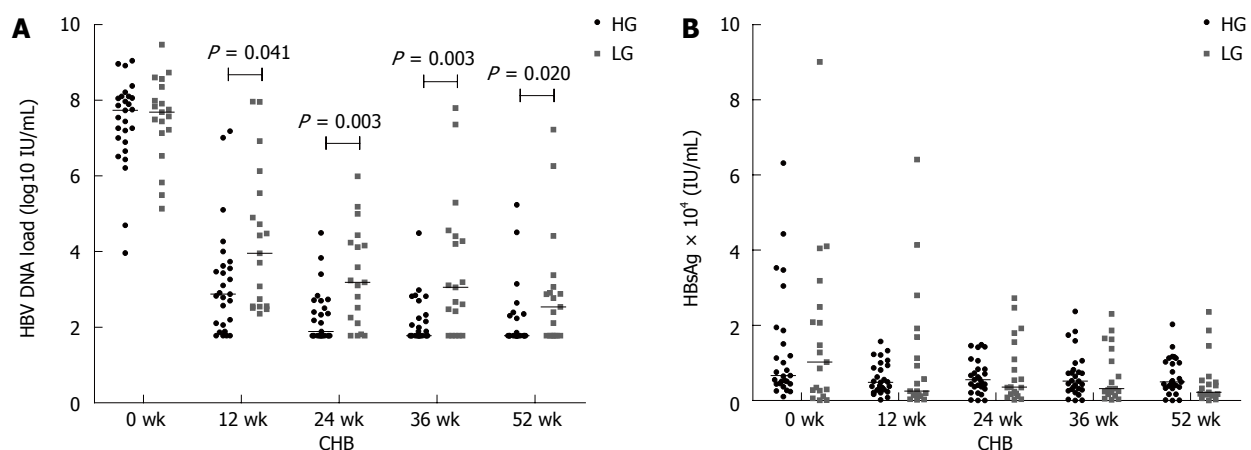 A
HBV DNA load (log10 IU/mL)
10
8
6
4
2
0
P = 0.041
P = 0.003
P = 0.003
P = 0.020
HG
LG
0 wk 12 wk 24 wk 36 wk 52 wk
CHB
B
HBsAg × 10⁴ (IU/mL)
10
8
6
4
2
0
HG
LG
0 wk 12 wk 24 wk 36 wk 52 wk
CHB